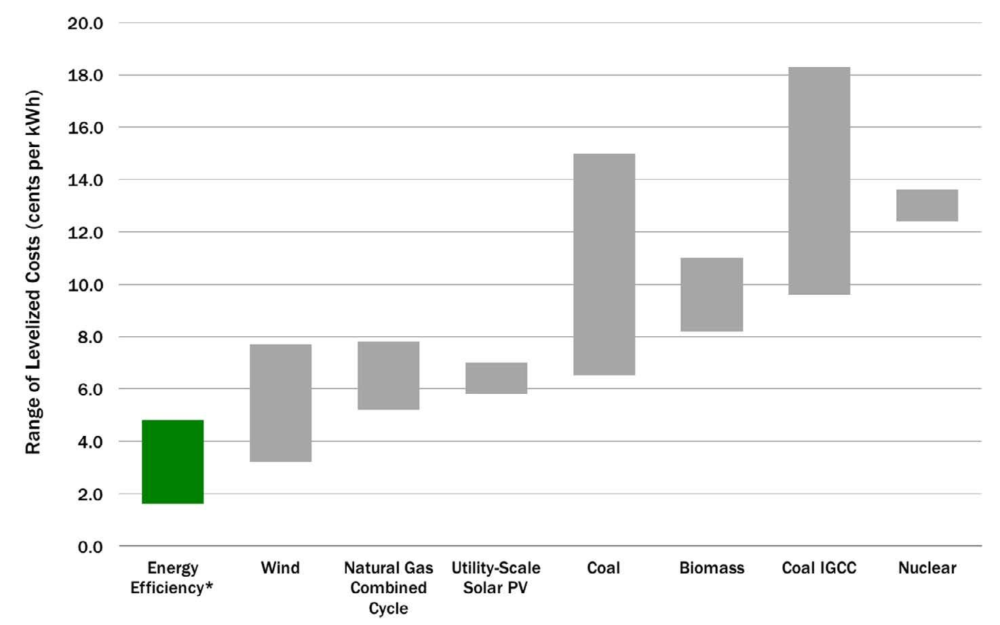 Range of Levelized Costs (cents per kWh)
20.0
18.0
16.0
14.0
12.0
10.0
8.0
6.0
4.0
2.0
0.0
Energy
Efficiency*
Wind
Natural Gas
Combined
Cycle
Utility-Scale
Solar PV
Coal
Biomass
Coal IGCC
Nuclear